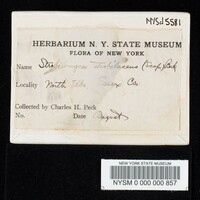 NYSd5581
HERBARIUM N. Y. STATE MUSEUM
FLORA OF NEW YORK
Name
Locality North Elba Essex Co.
Collected by Charles H. Peck
No. Date August
NEW YORK STATE MUSEUM
NYSM 0 000 000 857